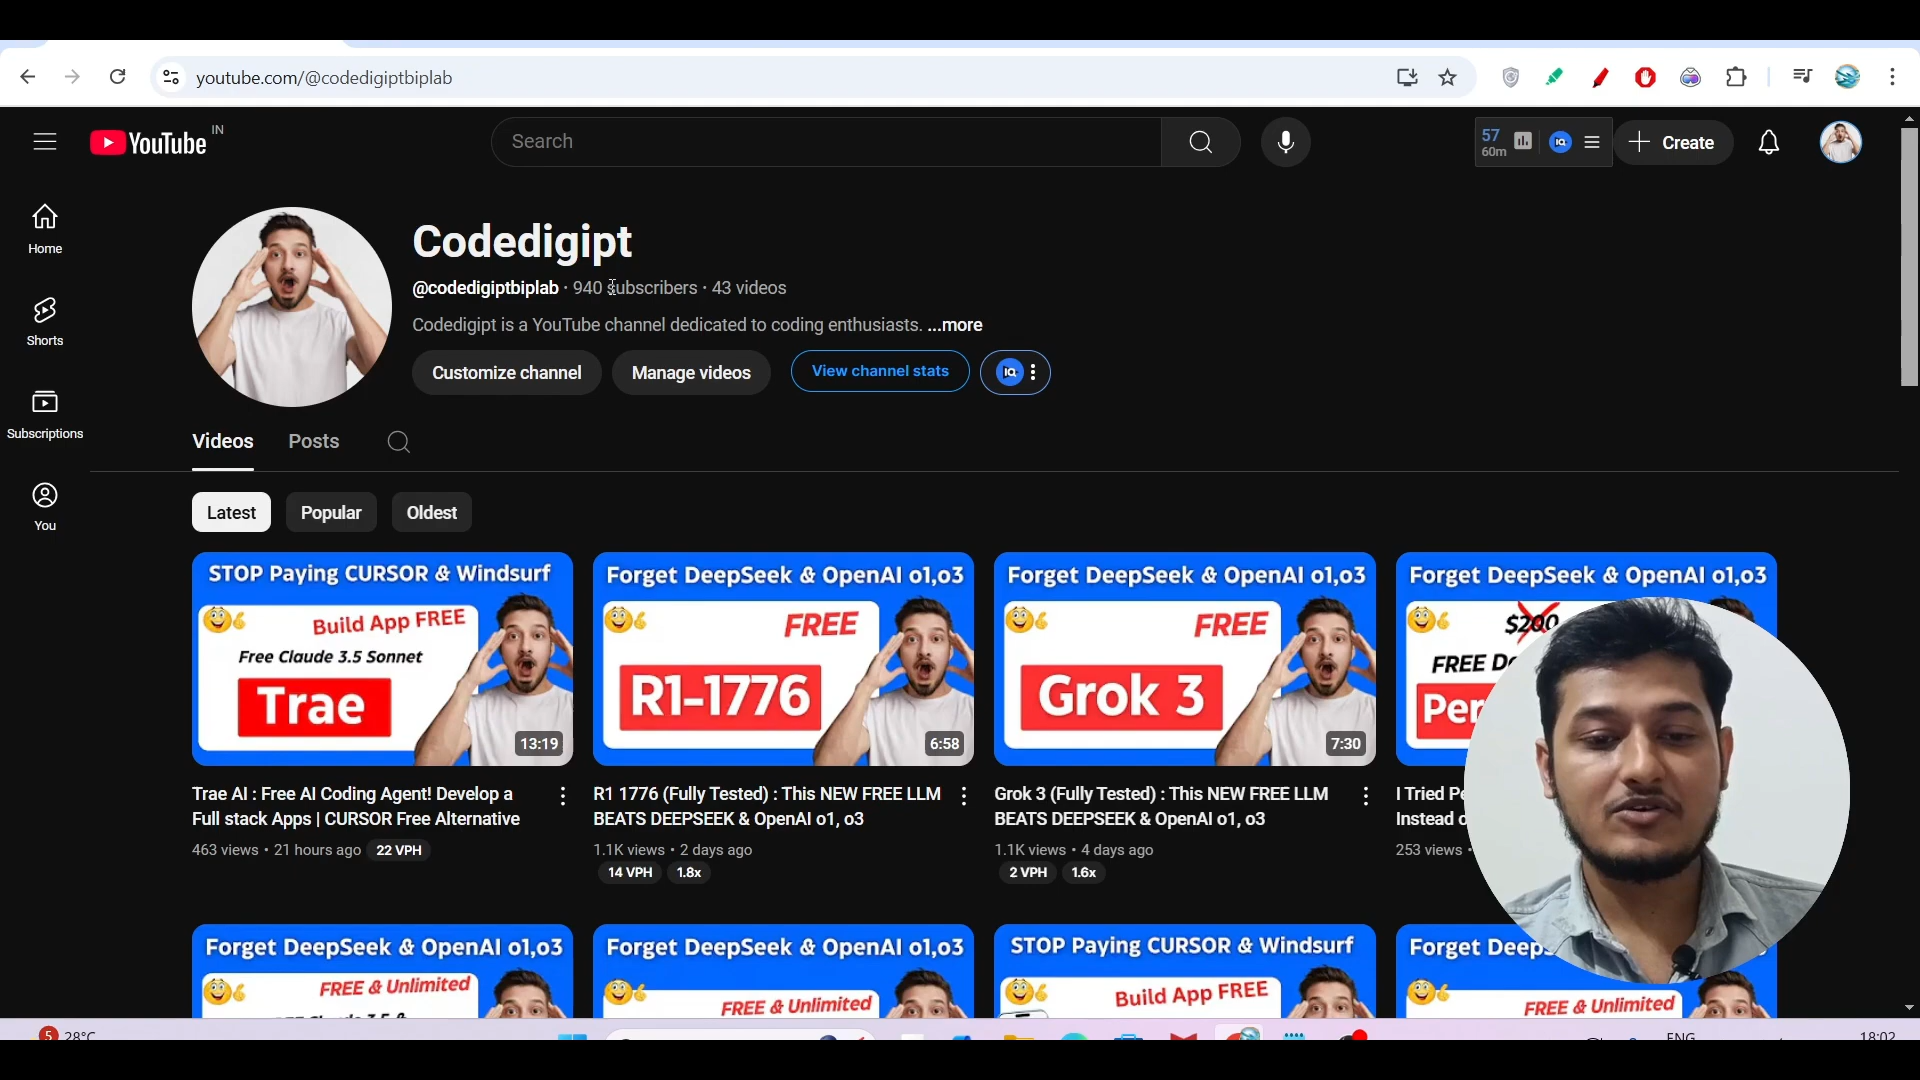 youtube.com/@codedigiptbiplab
YouTube IN
Search
57
60m
IQ
Create
Home
Shorts
Subscriptions
You
Codedigipt
@codedigiptbiplab · 940 subscribers · 43 videos
Codedigipt is a YouTube channel dedicated to coding enthusiasts. ...more
Customize channel
Manage videos
View channel stats
IQ
Videos
Posts
Latest
Popular
Oldest
STOP Paying CURSOR & Windsurf
Build App FREE
Free Claude 3.5 Sonnet
Trae
13:19
Trae AI : Free AI Coding Agent! Develop a
Full stack Apps | CURSOR Free Alternative
463 views • 21 hours ago
22 VPH
Forget DeepSeek & OpenAI o1,o3
FREE
R1-1776
6:58
R1 1776 (Fully Tested) : This NEW FREE LLM
BEATS DEEPSEEK & OpenAI o1, o3
1.1K views • 2 days ago
14 VPH
1.8x
Forget DeepSeek & OpenAI o1,o3
FREE
Grok 3
7:30
Grok 3 (Fully Tested) : This NEW FREE LLM
BEATS DEEPSEEK & OpenAI o1, o3
1.1K views • 4 days ago
2 VPH
1.6x
Forget DeepSeek & OpenAI o1,o3
$200
FREE
I Tried
Instead
253 views •
Forget DeepSeek & OpenAI o1,o3
FREE & Unlimited
Forget DeepSeek & OpenAI o1,o3
FREE & Unlimited
STOP Paying CURSOR & Windsurf
Build App FREE
Forget
FREE & Unlimited
5
28°C
ENG
18:02